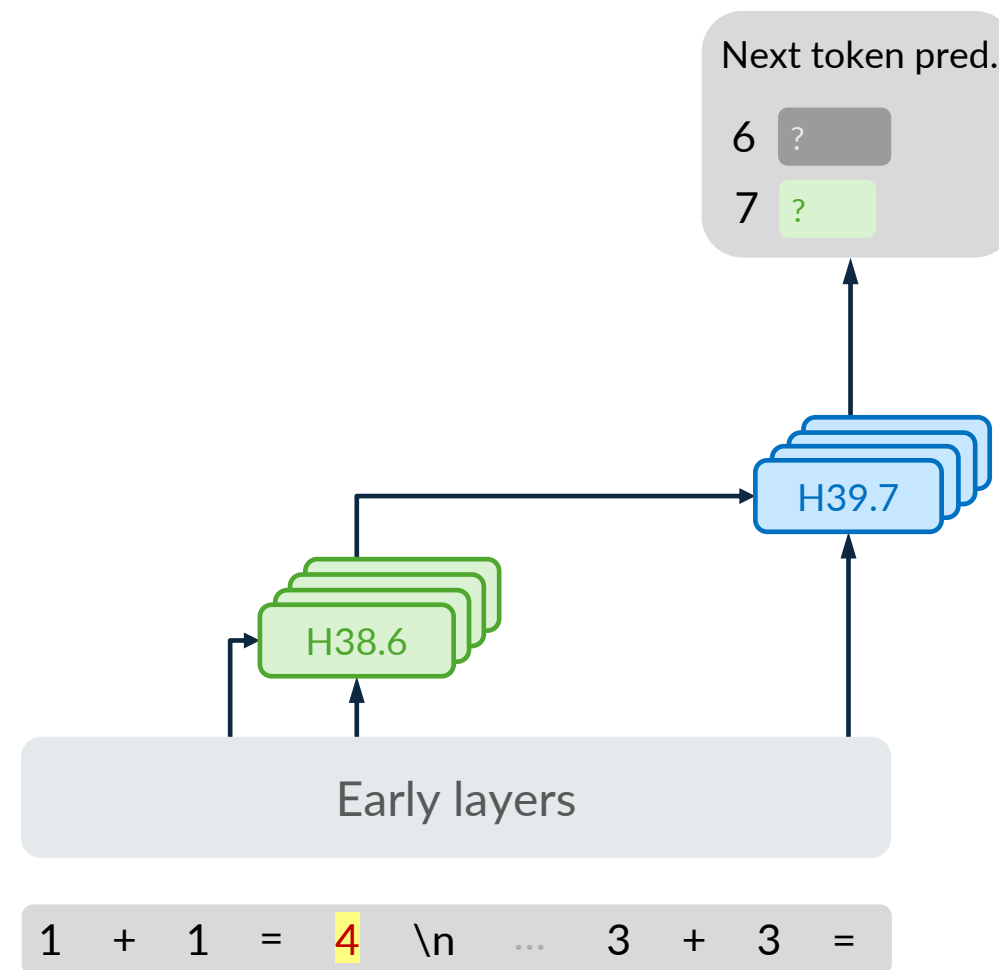 Next token pred.
6 ?
7 ?
H39.7
H38.6
Early layers
1 + 1 = 4 \n ... 3 + 3 =